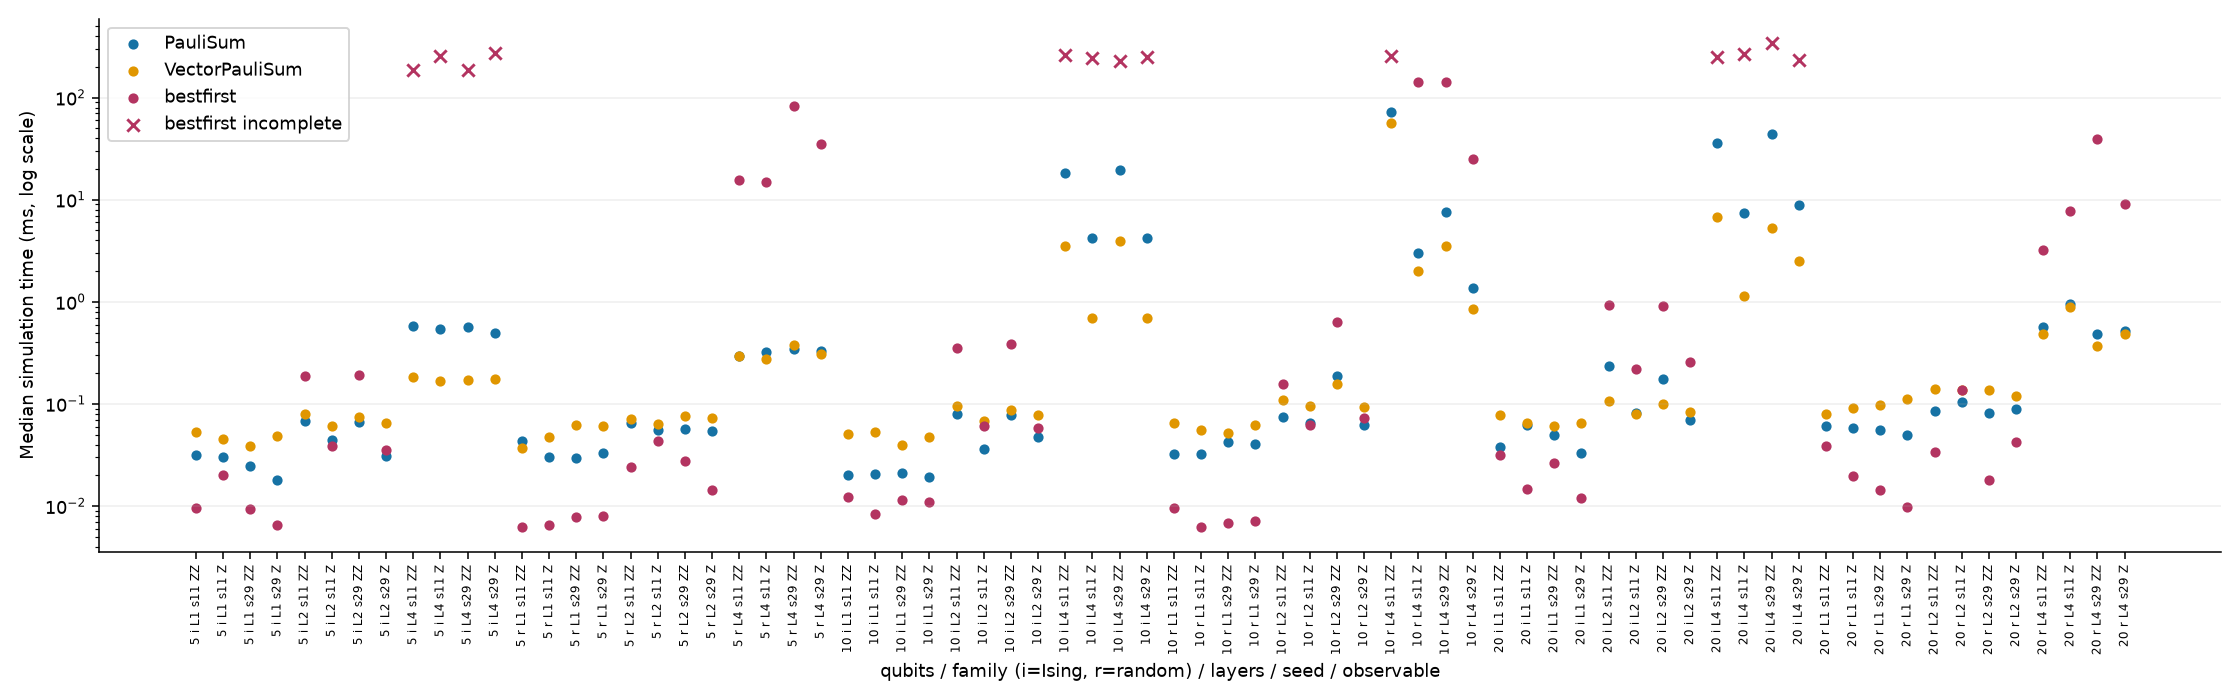 PauliSum
VectorPauliSum
bestfirst
bestfirst incomplete
Median simulation time (ms, log scale)
10²
10¹
10⁰
10⁻¹
10⁻²
5 i L1 s11 ZZ
5 i L1 s11 Z
5 i L1 s29 ZZ
5 i L1 s29 Z
5 i L2 s11 ZZ
5 i L2 s11 Z
5 i L2 s29 ZZ
5 i L2 s29 Z
5 i L4 s11 ZZ
5 i L4 s11 Z
5 i L4 s29 ZZ
5 i L4 s29 Z
5 r L1 s11 ZZ
5 r L1 s11 Z
5 r L1 s29 ZZ
5 r L1 s29 Z
5 r L2 s11 ZZ
5 r L2 s11 Z
5 r L2 s29 ZZ
5 r L2 s29 Z
5 r L4 s11 ZZ
5 r L4 s11 Z
5 r L4 s29 ZZ
5 r L4 s29 Z
10 i L1 s11 ZZ
10 i L1 s11 Z
10 i L1 s29 ZZ
10 i L1 s29 Z
10 i L2 s11 ZZ
10 i L2 s11 Z
10 i L2 s29 ZZ
10 i L2 s29 Z
10 i L4 s11 ZZ
10 i L4 s11 Z
10 i L4 s29 ZZ
10 i L4 s29 Z
10 r L1 s11 ZZ
10 r L1 s11 Z
10 r L1 s29 ZZ
10 r L1 s29 Z
10 r L2 s11 ZZ
10 r L2 s11 Z
10 r L2 s29 ZZ
10 r L2 s29 Z
10 r L4 s11 ZZ
10 r L4 s11 Z
10 r L4 s29 ZZ
10 r L4 s29 Z
20 i L1 s11 ZZ
20 i L1 s11 Z
20 i L1 s29 ZZ
20 i L1 s29 Z
20 i L2 s11 ZZ
20 i L2 s11 Z
20 i L2 s29 ZZ
20 i L2 s29 Z
20 i L4 s11 ZZ
20 i L4 s11 Z
20 i L4 s29 ZZ
20 i L4 s29 Z
20 r L1 s11 ZZ
20 r L1 s11 Z
20 r L1 s29 ZZ
20 r L1 s29 Z
20 r L2 s11 ZZ
20 r L2 s11 Z
20 r L2 s29 ZZ
20 r L2 s29 Z
20 r L4 s11 ZZ
20 r L4 s11 Z
20 r L4 s29 ZZ
20 r L4 s29 Z
qubits / family (i=Ising, r=random) / layers / seed / observable